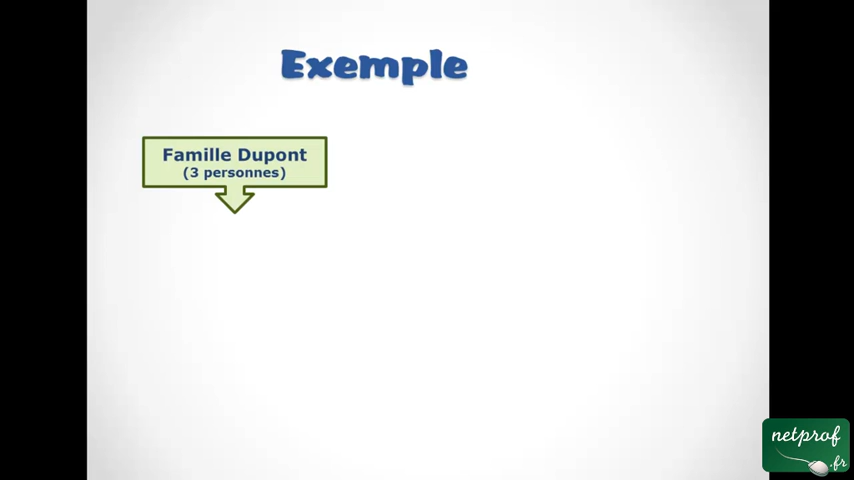 Exemple
Famille Dupont
(3 personnes)
netprof
.fr